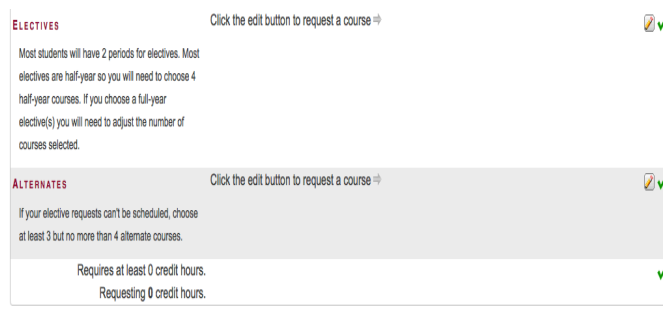 ELECTIVES
Click the edit button to request a course ⇨
Most students will have 2 periods for electives. Most
electives are half-year so you will need to choose 4
half-year courses. If you choose a full-year
elective(s) you will need to adjust the number of
courses selected.
ALTERNATES
Click the edit button to request a course ⇨
If your elective requests can't be scheduled, choose
at least 3 but no more than 4 alternate courses.
Requires at least 0 credit hours.
Requesting 0 credit hours.